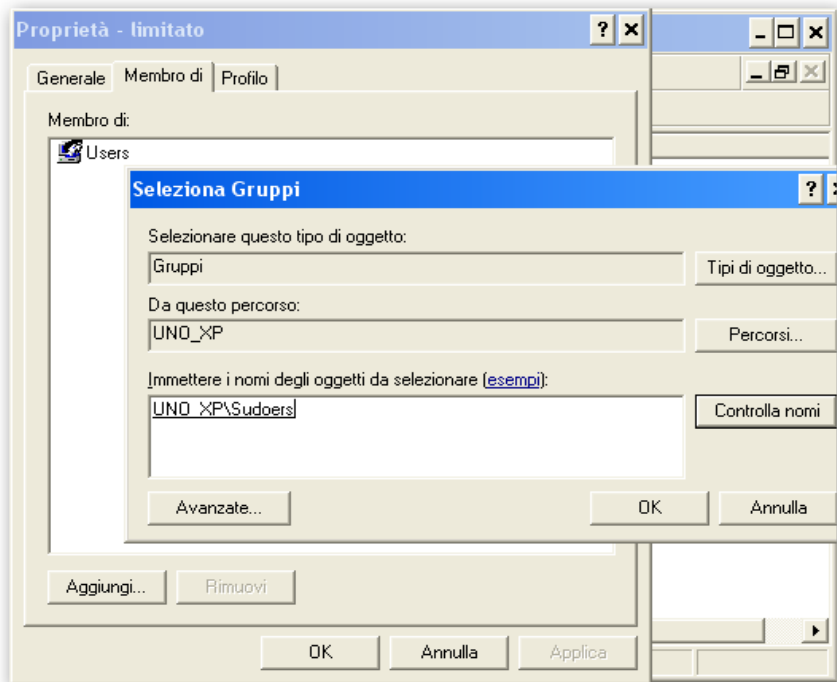 Proprietà - limitato
Generale Membro di Profilo
Membro di:
Users
Seleziona Gruppi
Selezionare questo tipo di oggetto:
Gruppi
Tipi di oggetto...
Da questo percorso:
UNO_XP
Percorsi...
Immettere i nomi degli oggetti da selezionare (esempi):
UNO_XP\Sudoers
Controlla nomi
Avanzate...
OK
Annulla
Aggiungi...
Rimuovi
OK
Annulla
Applica